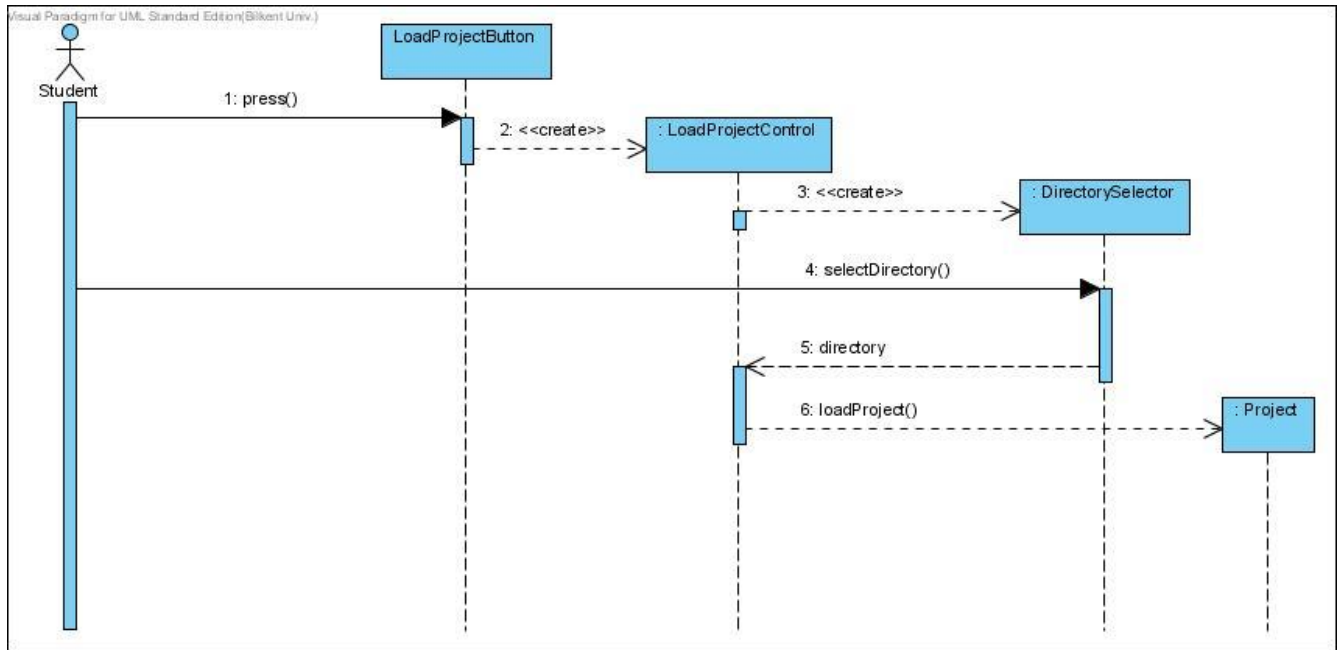 Visual Paradigm for UML Standard Edition(Bilkent Univ.)
LoadProjectButton
Student
1: press()
2: <<create>>
: LoadProjectControl
3: <<create>>
: DirectorySelector
4: selectDirectory()
5: directory
6: loadProject()
: Project